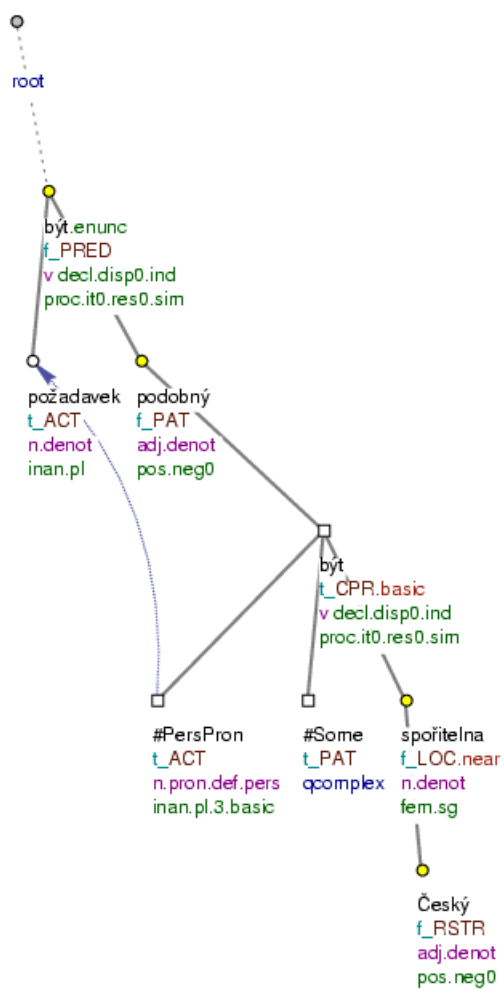 root
být.enunc
f_PRED
v decl.disp0.ind
proc.it0.res0.sim
požadavek
t_ACT
n.denot
inan.pl
podobný
f_PAT
adj.denot
pos.neg0
být
t_CPR.basic
v decl.disp0.ind
proc.it0.res0.sim
#PersPron
t_ACT
n.pron.def.pers
inan.pl.3.basic
#Some
t_PAT
qcomplex
spořitelna
f_LOC.near
n.denot
fem.sg
Český
f_RSTR
adj.denot
pos.neg0